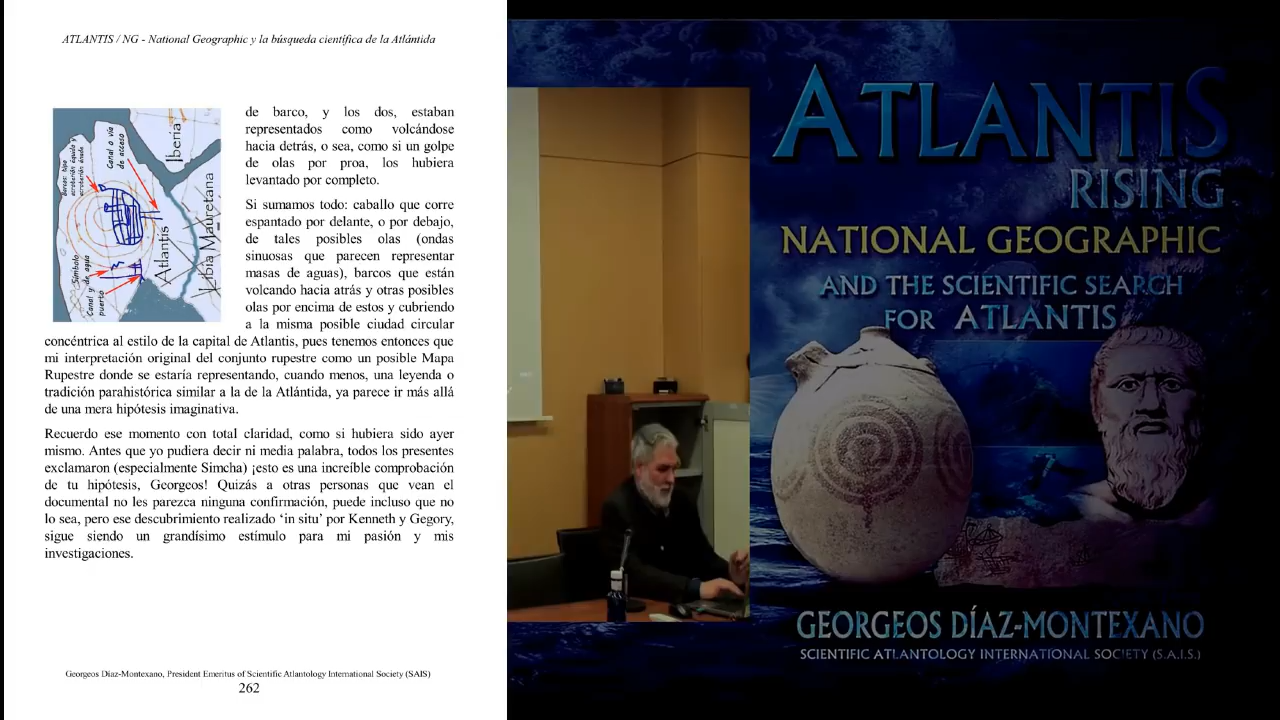 ATLANTIS / NG - National Geographic y la búsqueda científica de la Atlántida
Barcos: tipo
Canal o vía
de acceso
Iberia
Símbolo
Canal y de agua
puerto
Atlantis
Libia Mauretana
de barco, y los dos, estaban
representados como volcándose
hacia detrás, o sea, como si un golpe
de olas por proa, los hubiera
levantado por completo.
Si sumamos todo: caballo que corre
espantado por delante, o por debajo,
de tales posibles olas (ondas
sinuosas que parecen representar
masas de aguas), barcos que están
volcando hacia atrás y otras posibles
olas por encima de estos y cubriendo
a la misma posible ciudad circular
concéntrica al estilo de la capital de Atlantis, pues tenemos entonces que
mi interpretación original del conjunto rupestre como un posible Mapa
Rupestre donde se estaría representando, cuando menos, una leyenda o
tradición parahistórica similar a la de la Atlántida, ya parece ir más allá
de una mera hipótesis imaginativa.
Recuerdo ese momento con total claridad, como si hubiera sido ayer
mismo. Antes que yo pudiera decir ni media palabra, todos los presentes
exclamaron (especialmente Simcha) ¡esto es una increíble comprobación
de tu hipótesis, Georgeos! Quizás a otras personas que vean el
documental no les parezca ninguna confirmación, puede incluso que no
lo sea, pero ese descubrimiento realizado ‘in situ’ por Kenneth y Gegory,
sigue siendo un grandísimo estímulo para mi pasión y mis
investigaciones.
Georgeos Díaz-Montexano, President Emeritus of Scientific Atlantology International Society (SAIS)
262
ATLANTIS
RISING
NATIONAL GEOGRAPHIC
AND THE SCIENTIFIC SEARCH
FOR ATLANTIS
GEORGEOS DÍAZ-MONTEXANO
SCIENTIFIC ATLANTOLOGY INTERNATIONAL SOCIETY (S.A.I.S.)